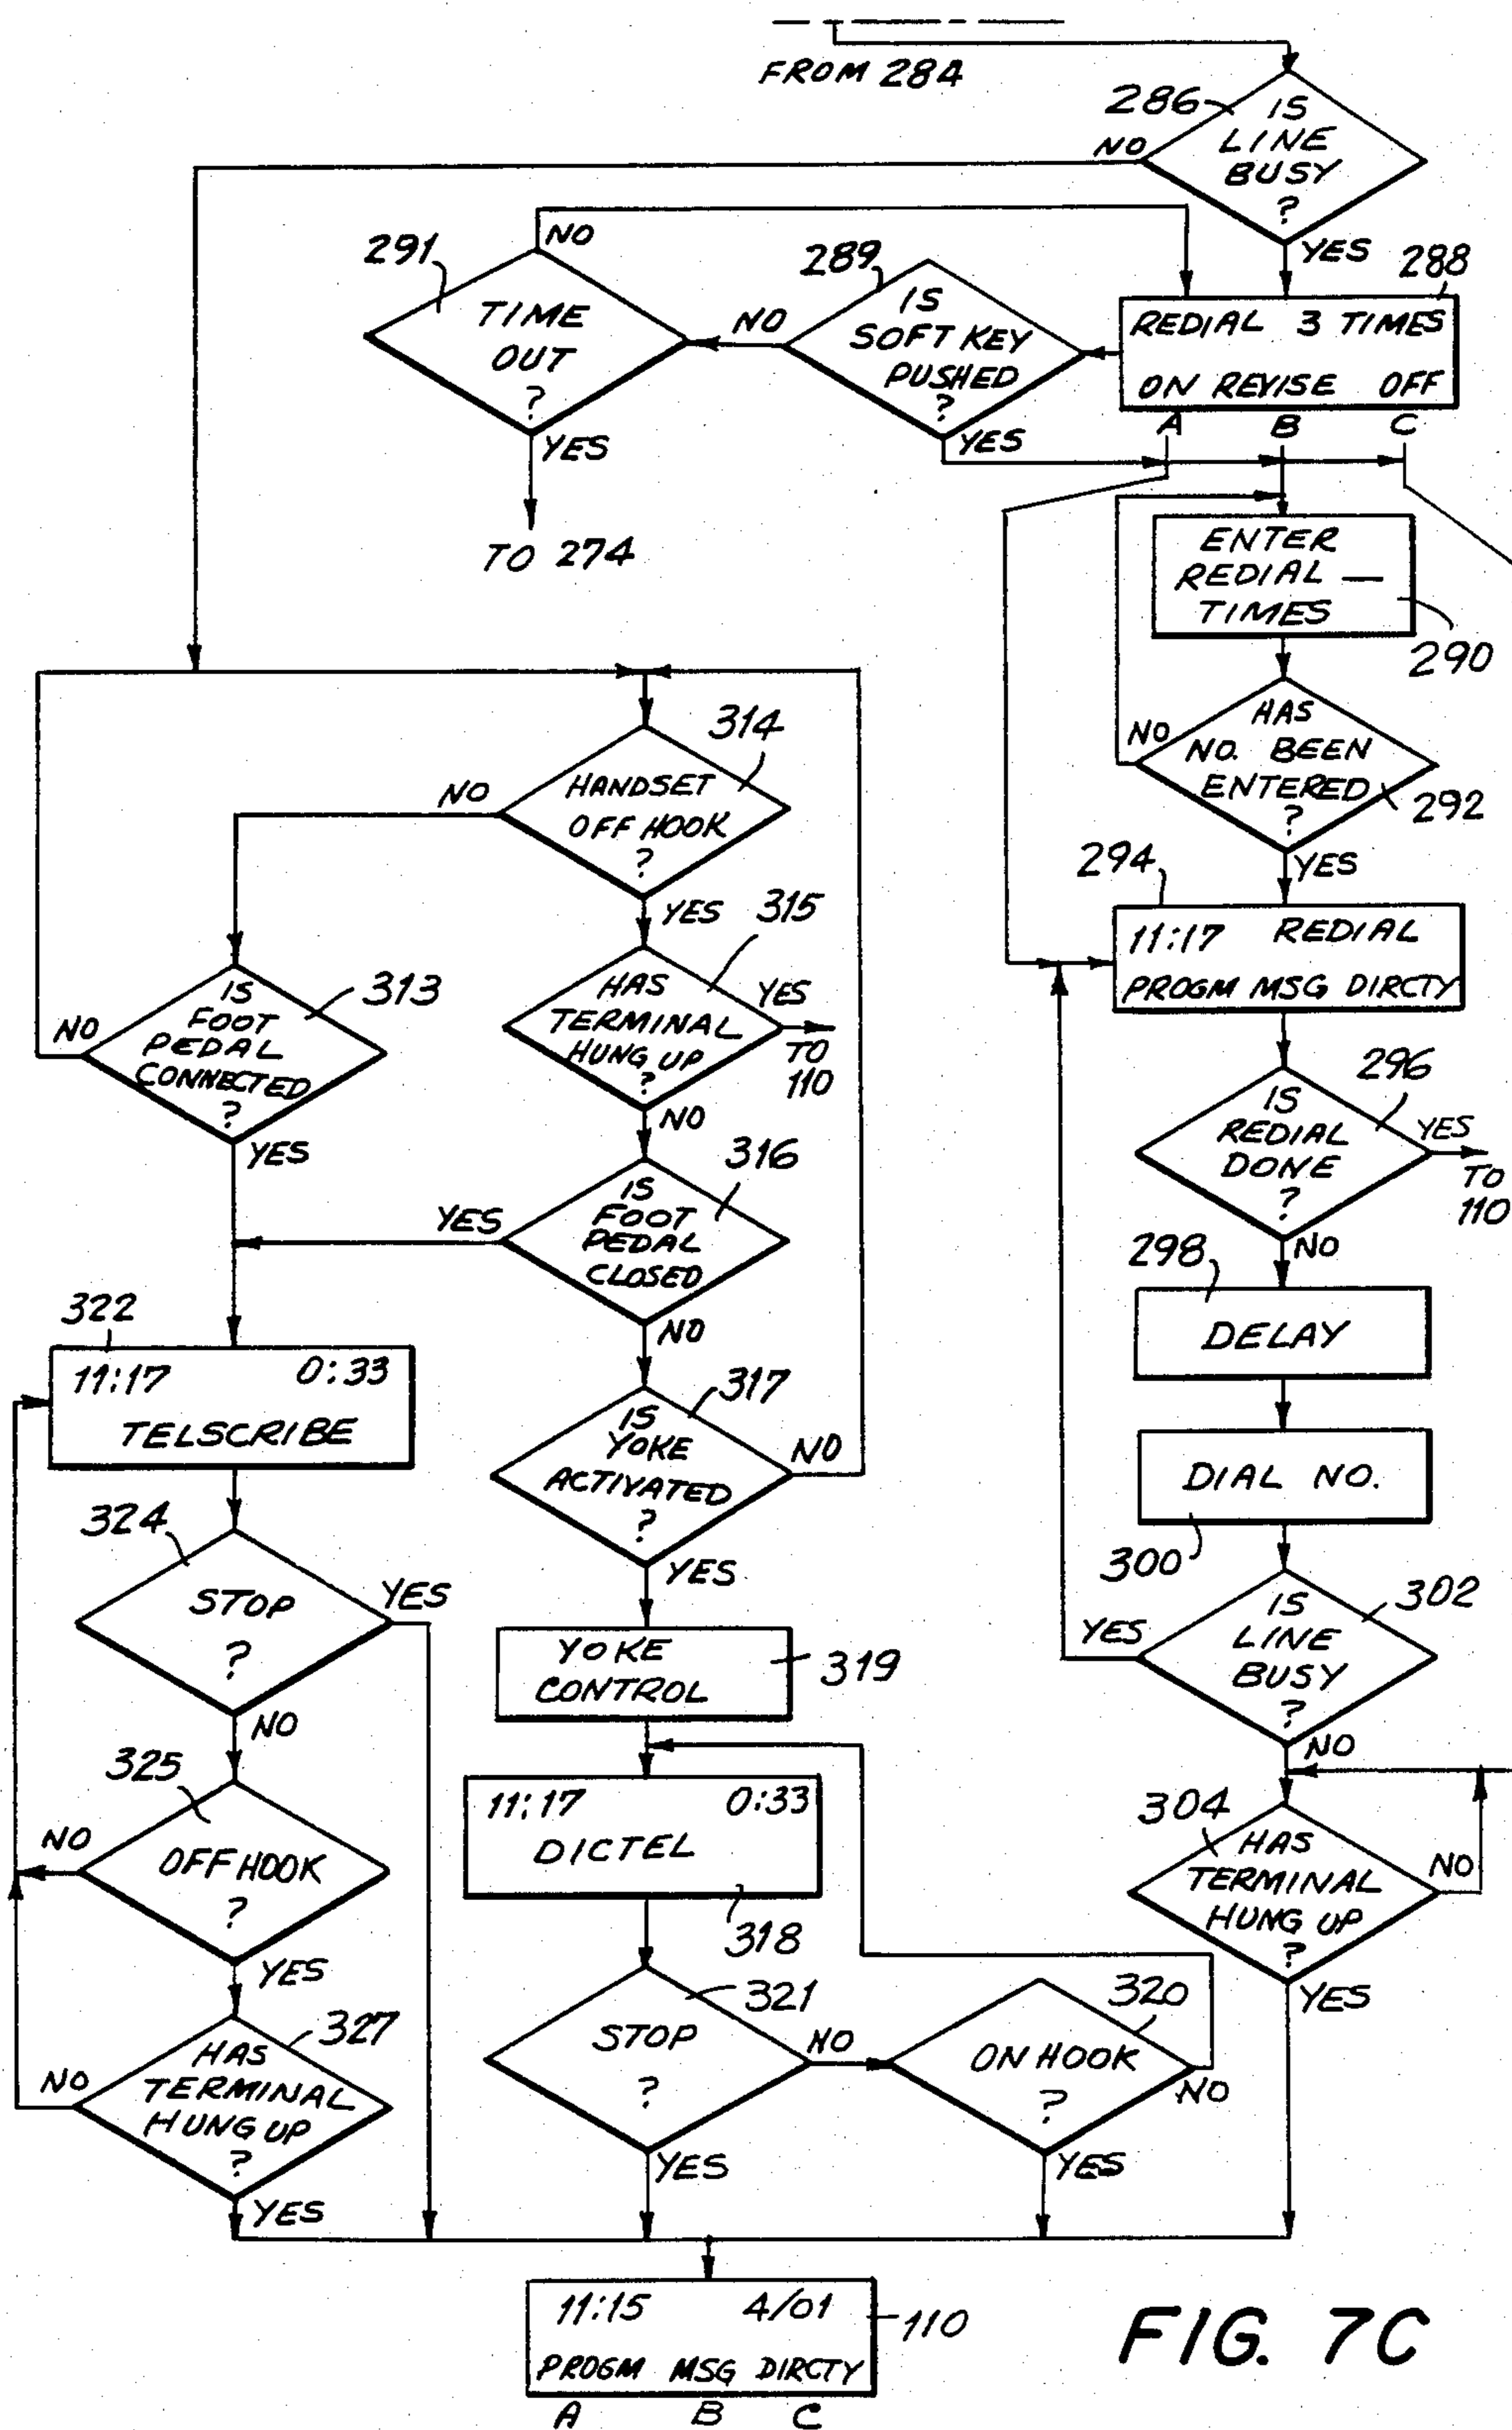 FROM 284
286
IS
LINE
BUSY
?
NO
YES
291
NO
TIME
OUT
?
YES
TO 274
289
IS
SOFT KEY
PUSHED
?
NO
YES
288
REDIAL 3 TIMES
ON REVISE OFF
A B C
ENTER
REDIAL —
TIMES
290
HAS
NO. BEEN
ENTERED
?
NO
292
YES
294
11:17 REDIAL
PROGM MSG DIRCTY
296
IS
REDIAL
DONE
?
YES
TO
110
NO
298
DELAY
DIAL NO.
300
302
IS
LINE
BUSY
?
YES
NO
304
HAS
TERMINAL
HUNG UP
?
NO
YES
314
HANDSET
OFF HOOK
?
NO
YES
315
HAS
TERMINAL
HUNG UP
?
YES
TO
110
NO
313
IS
FOOT
PEDAL
CONNECTED
?
NO
YES
316
IS
FOOT
PEDAL
CLOSED
YES
NO
317
IS
YOKE
ACTIVATED
?
NO
YES
YOKE
CONTROL
319
11:17 0:33
DICTEL
318
321
STOP
?
NO
YES
320
ON HOOK
?
NO
YES
322
11:17 0:33
TELSCRIBE
324
STOP
?
YES
NO
325
OFF HOOK
?
NO
YES
327
HAS
TERMINAL
HUNG UP
?
NO
YES
11:15 4/01
PROGM MSG DIRCTY
110
A B C
FIG. 7C